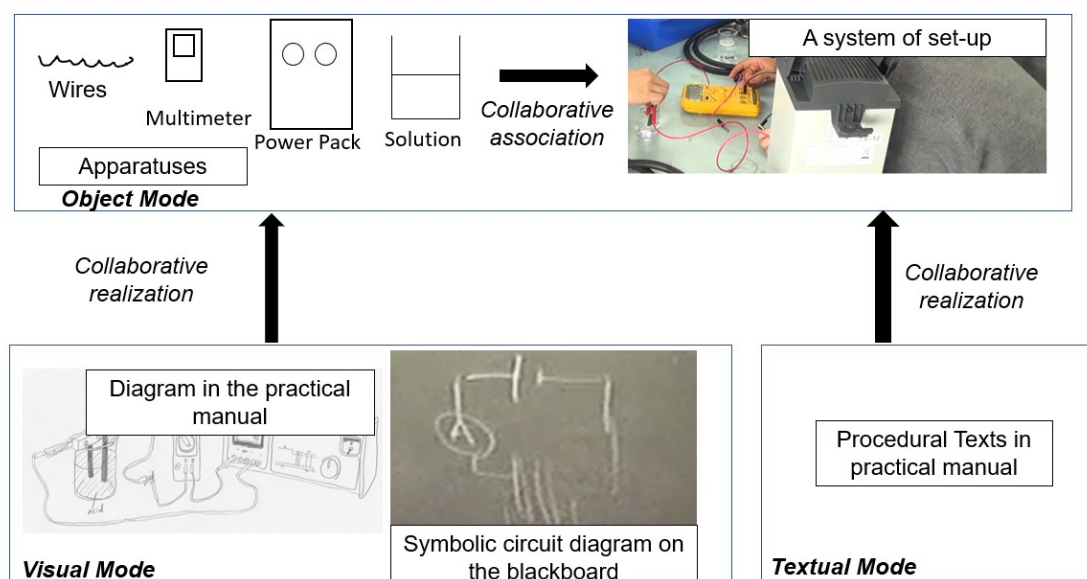 Wires
Multimeter
Power Pack
Solution
Apparatuses
Object Mode
Collaborative
association
A system of set-up
Collaborative
realization
Collaborative
realization
Diagram in the practical
manual
acid
A
Symbolic circuit diagram on
the blackboard
Visual Mode
Procedural Texts in
practical manual
Textual Mode